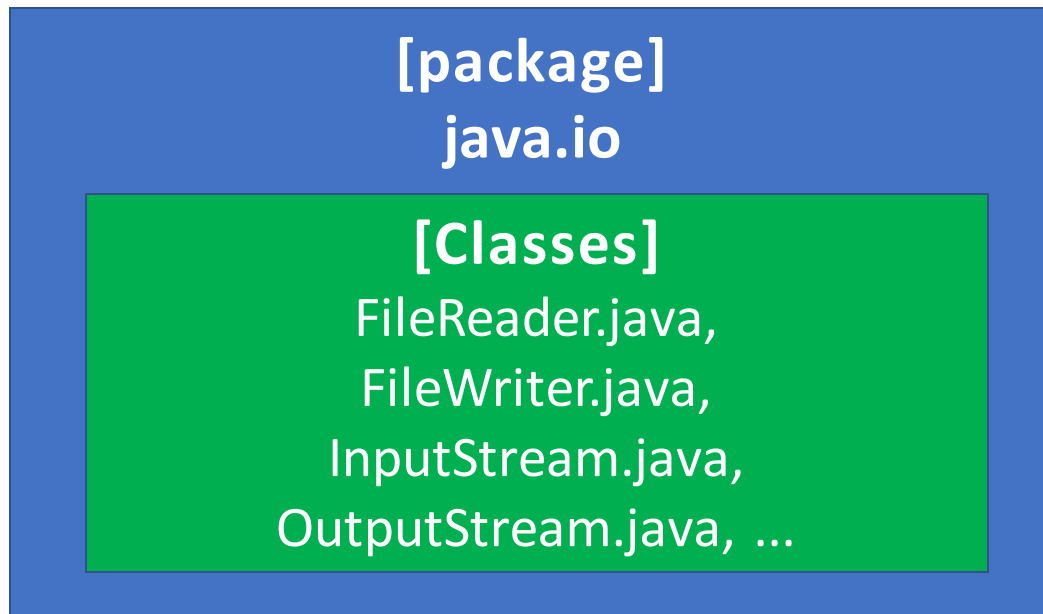 [package]
java.io
[Classes]
FileReader.java,
FileWriter.java,
InputStream.java,
OutputStream.java, ...